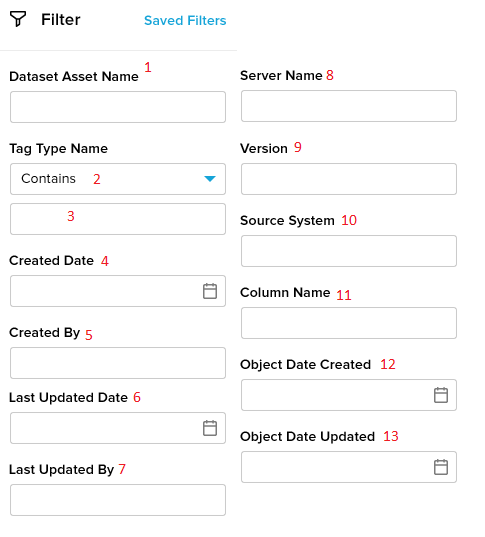 Filter Saved Filters
Dataset Asset Name 1
Tag Type Name
Contains 2
3
Created Date 4
Created By 5
Last Updated Date 6
Last Updated By 7
Server Name 8
Version 9
Source System 10
Column Name 11
Object Date Created 12
Object Date Updated 13